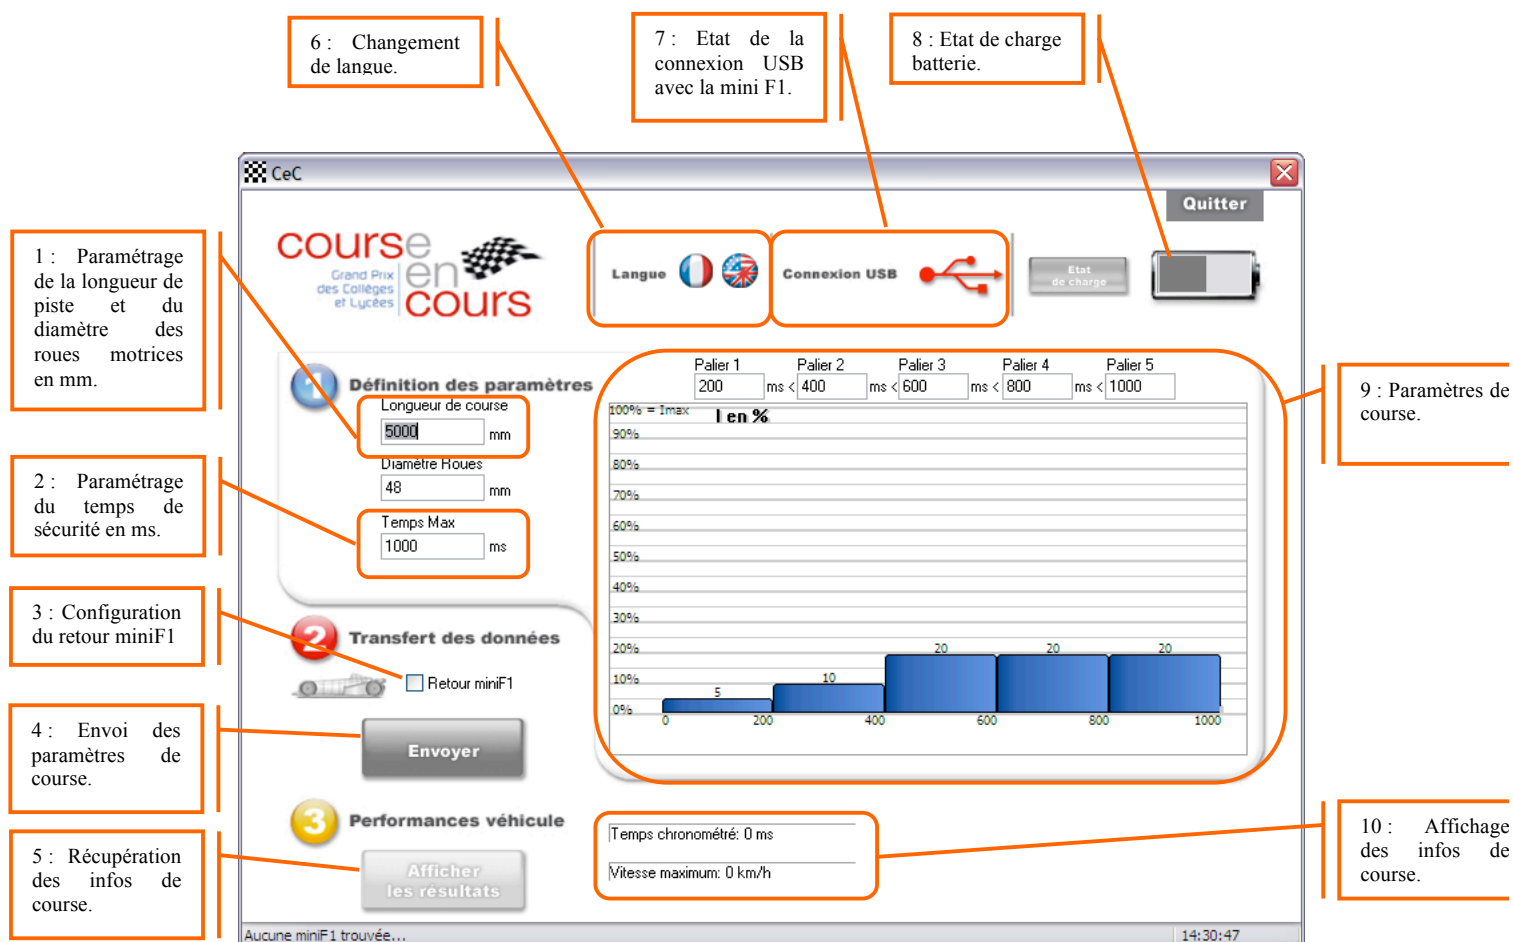 6 : Changement
de langue.
7 : Etat de la
connexion USB
avec la mini F1.
8 : Etat de charge
batterie.
CeC
Quitter
1 : Paramétrage
de la longueur de
piste et du
diamètre des
roues motrices
en mm.
course
en
cours
Grand Prix
des Collèges
et Lycées
Langue
Connexion USB
Etat
de charge
1
Définition des paramètres
Longueur de course
5000 mm
Diamètre Roues
48 mm
Temps Max
1000 ms
2 : Paramétrage
du temps de
sécurité en ms.
Palier 1 Palier 2 Palier 3 Palier 4 Palier 5
200 ms < 400 ms < 600 ms < 800 ms < 1000
100% = Imax I en %
90%
80%
70%
60%
50%
40%
30%
20% 20 20 20
10% 10
5
0%
0 200 400 600 800 1000
9 : Paramètres de
course.
3 : Configuration
du retour miniF1
2
Transfert des données
Retour miniF1
4 : Envoi des
paramètres de
course.
Envoyer
3
Performances véhicule
Temps chronométré: 0 ms
Vitesse maximum: 0 km/h
5 : Récupération
des infos de
course.
Afficher
les résultats
10 : Affichage
des infos de
course.
Aucune miniF1 trouvée...
14:30:47